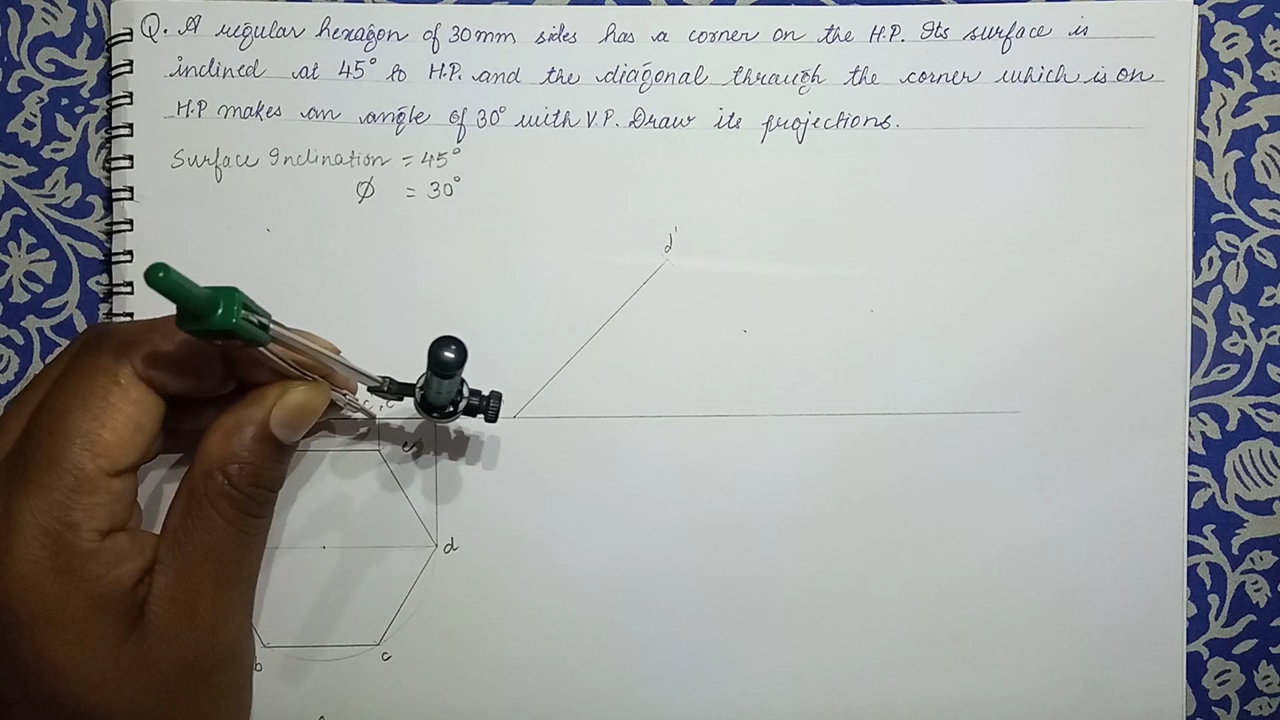 Q. A regular hexagon of 30mm sides has a corner on the H.P. Its surface is
inclined at 45° to H.P. and the diagonal through the corner which is on
H.P makes an angle of 30° with V.P. Draw its projections.
Surface Inclination = 45°
Ø = 30°
d'
e
d
b
c